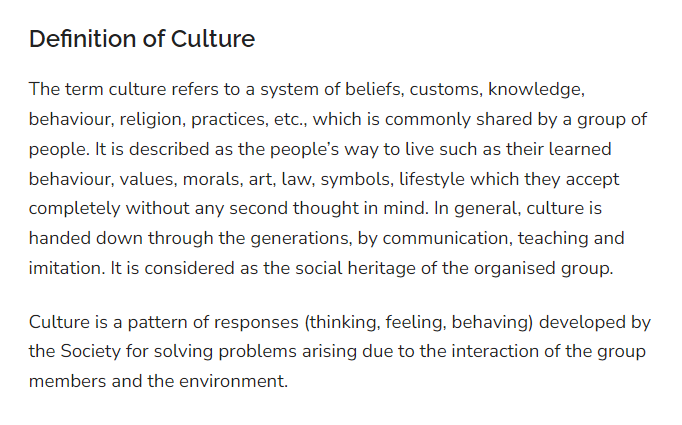 Definition of Culture
The term culture refers to a system of beliefs, customs, knowledge,
behaviour, religion, practices, etc., which is commonly shared by a group of
people. It is described as the people’s way to live such as their learned
behaviour, values, morals, art, law, symbols, lifestyle which they accept
completely without any second thought in mind. In general, culture is
handed down through the generations, by communication, teaching and
imitation. It is considered as the social heritage of the organised group.
Culture is a pattern of responses (thinking, feeling, behaving) developed by
the Society for solving problems arising due to the interaction of the group
members and the environment.